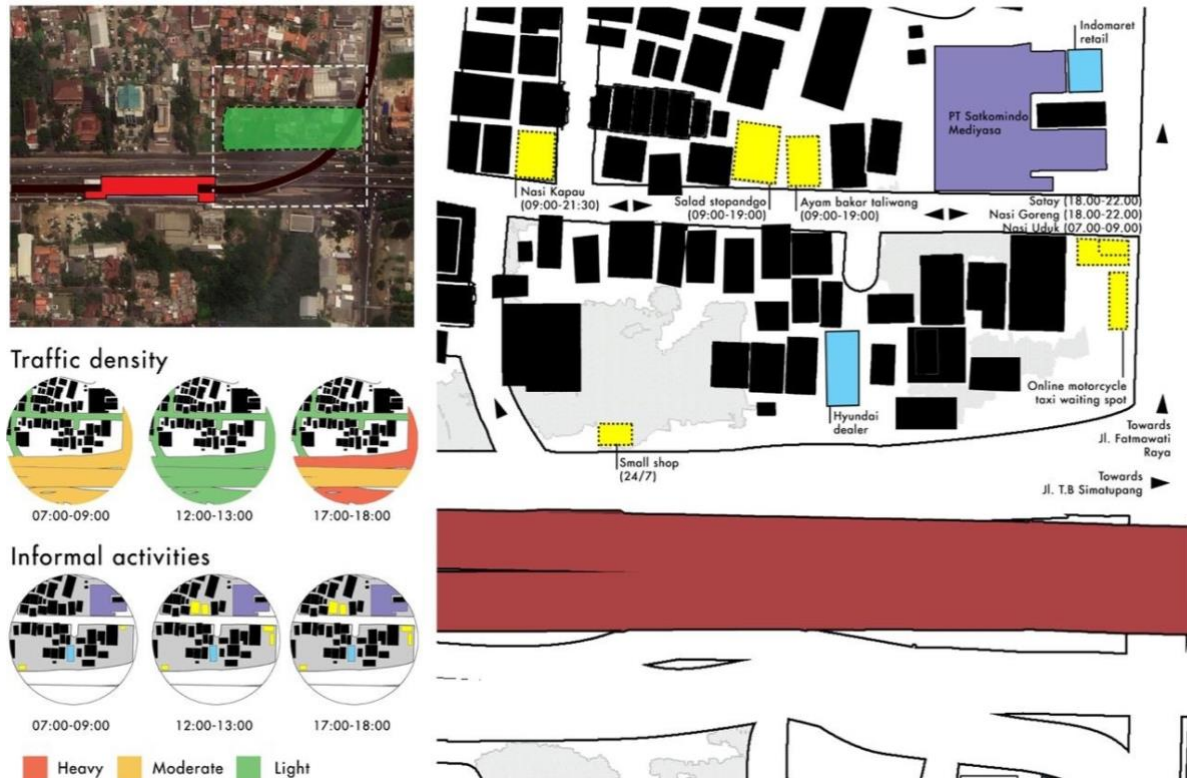 Traffic density
07:00-09:00
12:00-13:00
17:00-18:00
Informal activities
07:00-09:00
12:00-13:00
17:00-18:00
Heavy
Moderate
Light
Indomaret
retail
PT Satkomindo
Mediyasa
Nasi Kapau
(09:00-21:30)
Salad stopandgo
(09:00-19:00)
Ayam bakar taliwang
(09:00-19:00)
Satay (18.00-22.00)
Nasi Goreng (18.00-22.00)
Nasi Uduk (07.00-09.00)
Online motorcycle
taxi waiting spot
Hyundai
dealer
Small shop
(24/7)
Towards
Jl. Fatmawati
Raya
Towards
Jl. T.B Simatupang